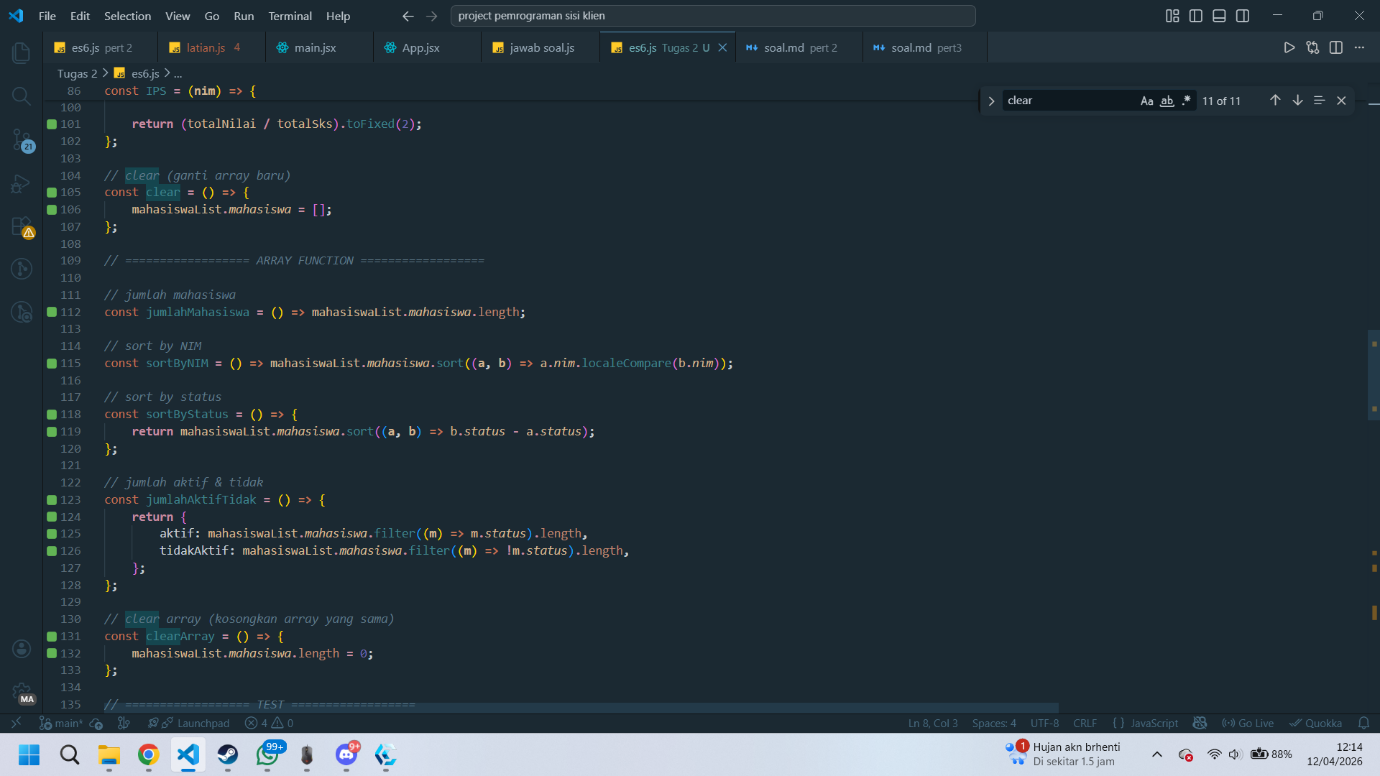 File Edit Selection View Go Run Terminal Help
project pemrograman sisi klien
es6.js pert 2
latian.js 4
main.jsx
App.jsx
jawab soal.js
es6.js Tugas 2 U
soal.md pert 2
soal.md pert3
Tugas 2 > es6.js > ...
clear
Aa ab .* 11 of 11
86 const IPS = (nim) => {
100
101 return (totalNilai / totalSks).toFixed(2);
102 };
103
104 // clear (ganti array baru)
105 const clear = () => {
106 mahasiswaList.mahasiswa = [];
107 };
108
109 // ================== ARRAY FUNCTION ==================
110
111 // jumlah mahasiswa
112 const jumlahMahasiswa = () => mahasiswaList.mahasiswa.length;
113
114 // sort by NIM
115 const sortByNIM = () => mahasiswaList.mahasiswa.sort((a, b) => a.nim.localeCompare(b.nim));
116
117 // sort by status
118 const sortByStatus = () => {
119 return mahasiswaList.mahasiswa.sort((a, b) => b.status - a.status);
120 };
121
122 // jumlah aktif & tidak
123 const jumlahAktifTidak = () => {
124 return {
125 aktif: mahasiswaList.mahasiswa.filter((m) => m.status).length,
126 tidakAktif: mahasiswaList.mahasiswa.filter((m) => !m.status).length,
127 };
128 };
129
130 // clear array (kosongkan array yang sama)
131 const clearArray = () => {
132 mahasiswaList.mahasiswa.length = 0;
133 };
134
135 // ================== TEST ==================
21
MA
main* Launchpad 4 0
Ln 8, Col 3 Spaces: 4 UTF-8 CRLF {} JavaScript Go Live Quokka
99+
9+
1
Hujan akn brhenti
Di sekitar 1.5 jam
88%
12:14
12/04/2026